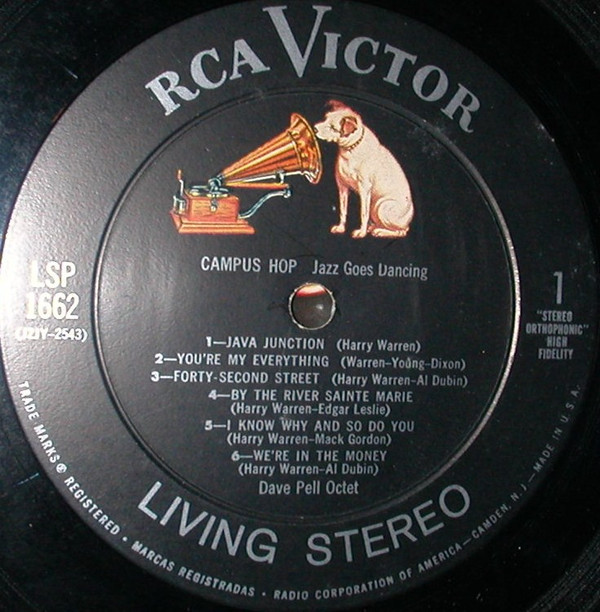 RCA VICTOR
CAMPUS HOP Jazz Goes Dancing
LSP
1662
1
"STEREO
ORTHOPHONIC"
HIGH
FIDELITY
1—JAVA JUNCTION (Harry Warren)
2—YOU'RE MY EVERYTHING (Warren–Young–Dixon)
3—FORTY-SECOND STREET (Harry Warren–Al Dubin)
4—BY THE RIVER SAINTE MARIE
(Harry Warren–Edgar Leslie)
5—I KNOW WHY AND SO DO YOU
(Harry Warren–Mack Gordon)
6—WE'RE IN THE MONEY
(Harry Warren–Al Dubin)
Dave Pell Octet
LIVING STEREO
TRADE MARKS ® REGISTERED • MARCAS REGISTRADAS • RADIO CORPORATION OF AMERICA—CAMDEN, N.J.—MADE IN U.S.A.